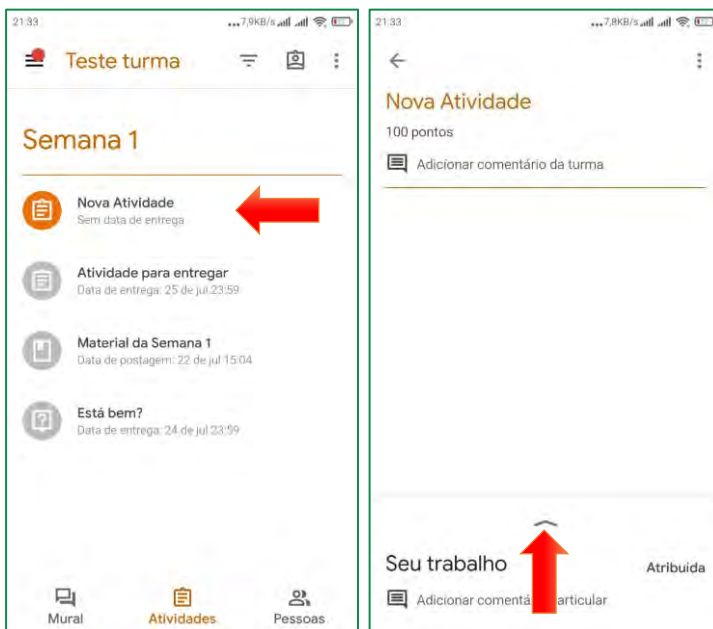 21:33
...7,9KB/s
Teste turma
Semana 1
Nova Atividade
Sem data de entrega
Atividade para entregar
Data de entrega: 25 de jul 23:59
Material da Semana 1
Data de postagem: 22 de jul 15:04
Está bem?
Data de entrega: 24 de jul 23:59
Mural
Atividades
Pessoas
21:33
...7,8KB/s
Nova Atividade
100 pontos
Adicionar comentário da turma
Seu trabalho
Atribuída
Adicionar comentá articular